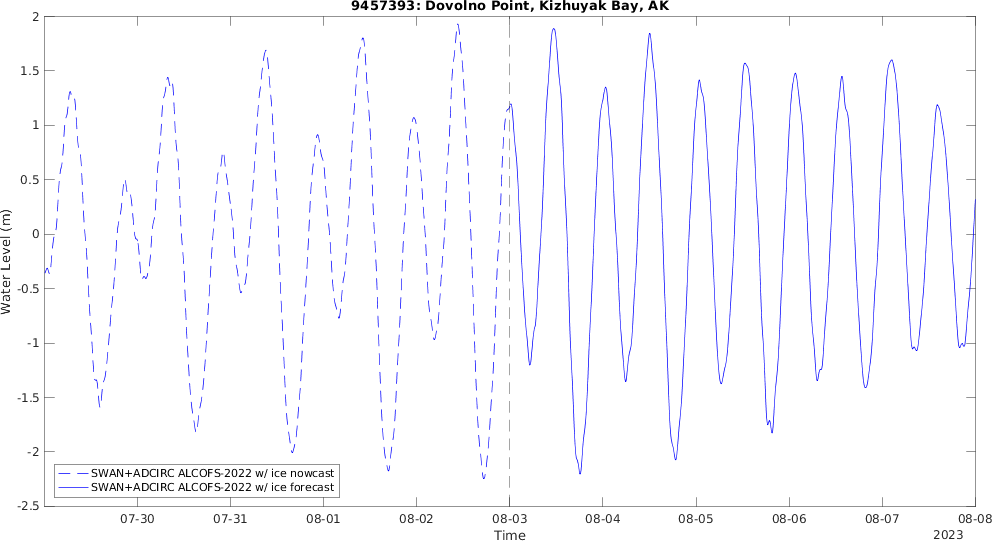 9457393: Dovolno Point, Kizhuyak Bay, AK
2
1.5
1
0.5
0
-0.5
-1
-1.5
-2
-2.5
Water Level (m)
SWAN+ADCIRC ALCOFS-2022 w/ ice nowcast
SWAN+ADCIRC ALCOFS-2022 w/ ice forecast
07-30 07-31 08-01 08-02 08-03 08-04 08-05 08-06 08-07 08-08
Time
2023